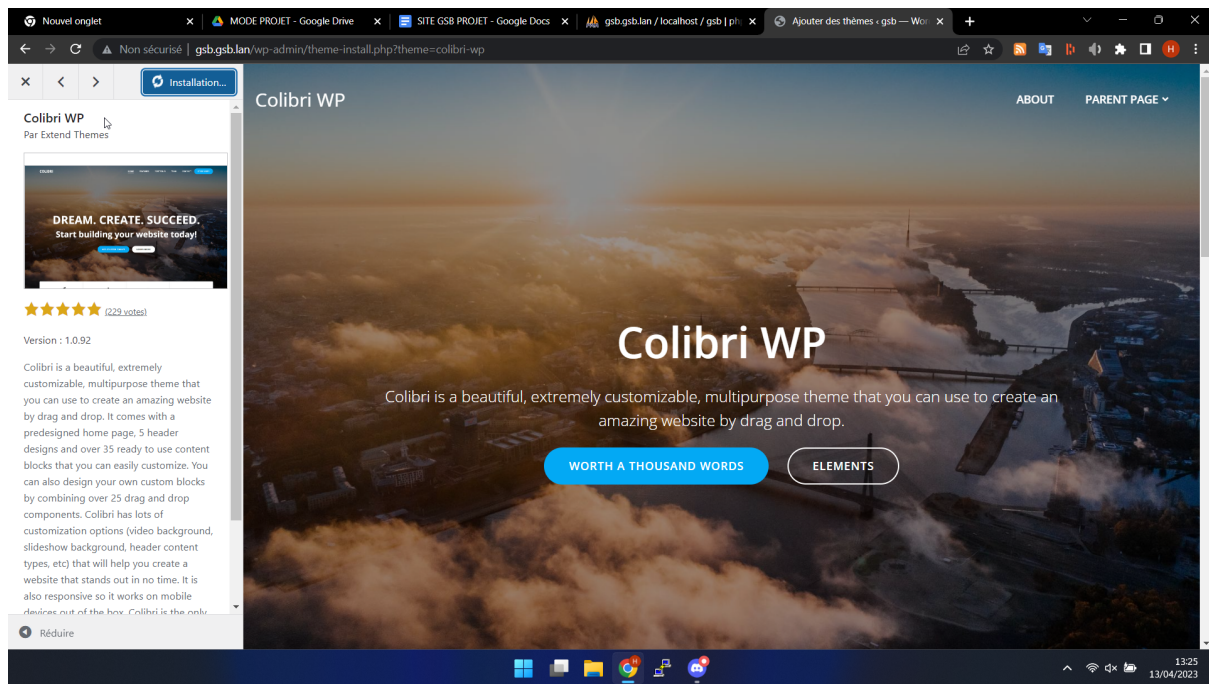 Nouvel onglet
MODE PROJET - Google Drive
SITE GSB PROJET - Google Docs
gsb.gsb.lan / localhost / gsb | ph
Ajouter des thèmes ‹ gsb — Wor
Non sécurisé
gsb.gsb.lan/wp-admin/theme-install.php?theme=colibri-wp
H
Installation...
Colibri WP
Par Extend Themes
COLIBRI
DREAM. CREATE. SUCCEED.
Start building your website today!
(229 votes)
Version : 1.0.92
Colibri is a beautiful, extremely
customizable, multipurpose theme that
you can use to create an amazing website
by drag and drop. It comes with a
predesigned home page, 5 header
designs and over 35 ready to use content
blocks that you can easily customize. You
can also design your own custom blocks
by combining over 25 drag and drop
components. Colibri has lots of
customization options (video background,
slideshow background, header content
types, etc) that will help you create a
website that stands out in no time. It is
also responsive so it works on mobile
devices out of the box. Colibri is the only
Réduire
Colibri WP
ABOUT
PARENT PAGE
Colibri WP
Colibri is a beautiful, extremely customizable, multipurpose theme that you can use to create an
amazing website by drag and drop.
WORTH A THOUSAND WORDS
ELEMENTS
13:25
13/04/2023